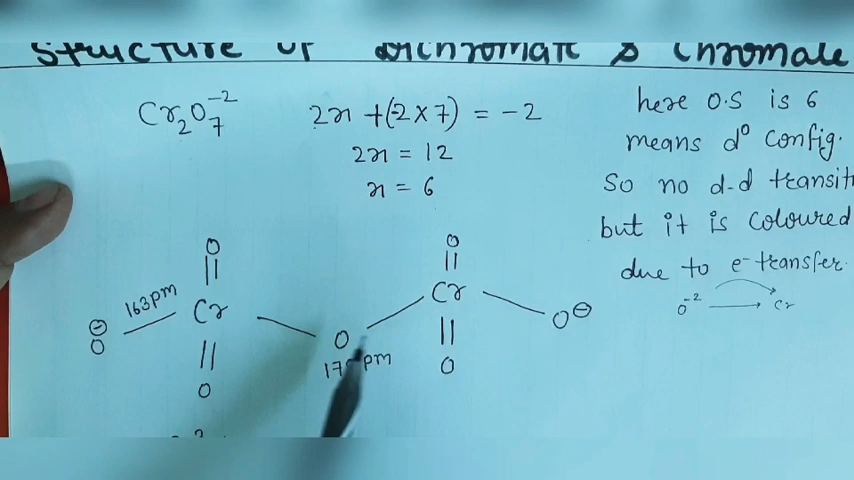 Structure of dichromate & Chromate
Cr₂O₇⁻² 2x + (-2×7) = -2
2x = 12
x = 6
here O.S is 6
means d⁰ config.
So no d-d transit
but it is coloured
due to e⁻ transfer.
O⁻² → Cr
O O
|| ||
163pm
⊖ O Cr O Cr O ⊖
|| ||
O O
pm